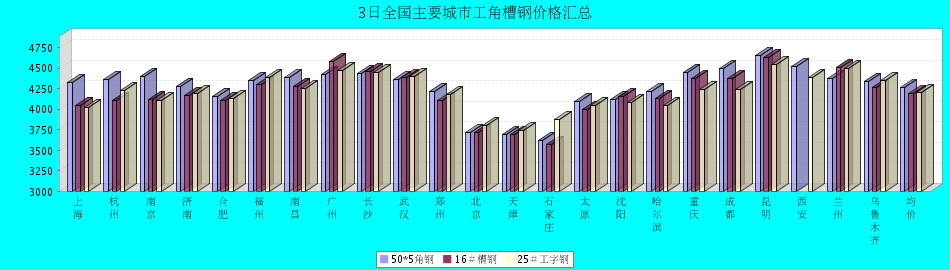 3日全国主要城市工角槽钢价格汇总
4750
4500
4250
4000
3750
3500
3250
3000
上海 杭州 南京 济南 合肥 福州 南昌 广州 长沙 武汉 郑州 北京 天津 石家庄 太原 沈阳 哈尔滨 重庆 成都 昆明 西安 兰州 乌鲁木齐 均价
50*5角钢 16#槽钢 25#工字钢